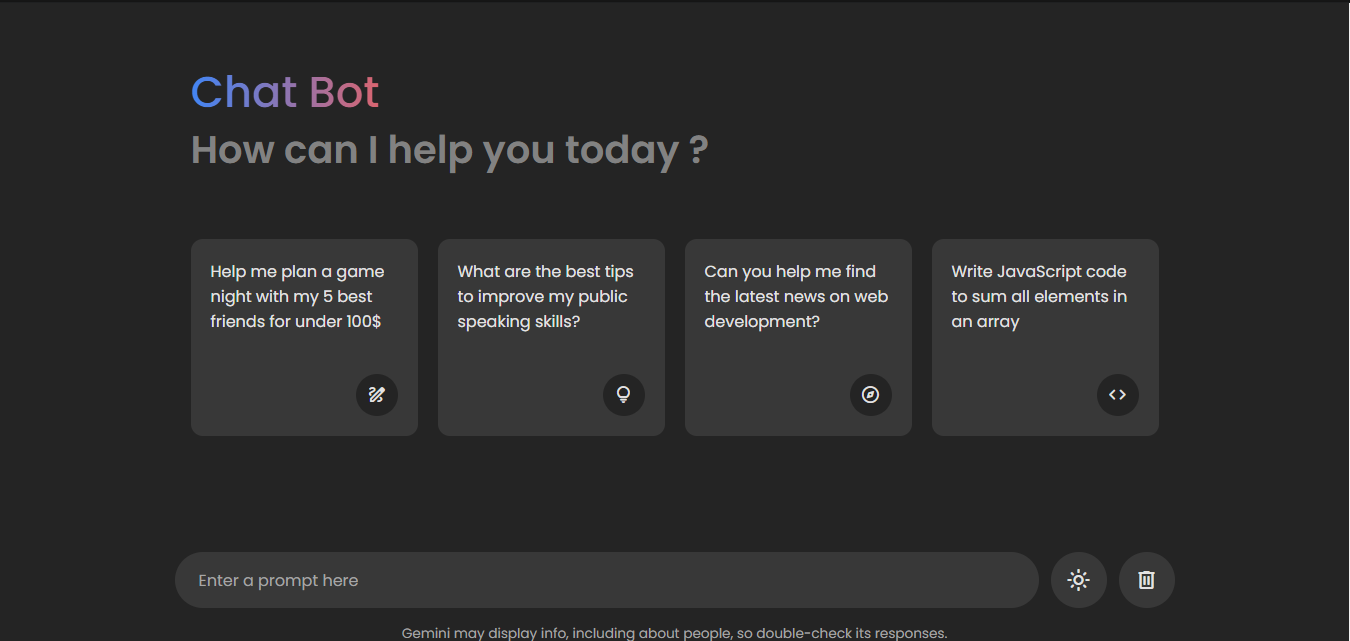 Chat Bot
How can I help you today ?
Help me plan a game
night with my 5 best
friends for under 100$
What are the best tips
to improve my public
speaking skills?
Can you help me find
the latest news on web
development?
Write JavaScript code
to sum all elements in
an array
Enter a prompt here
Gemini may display info, including about people, so double-check its responses.